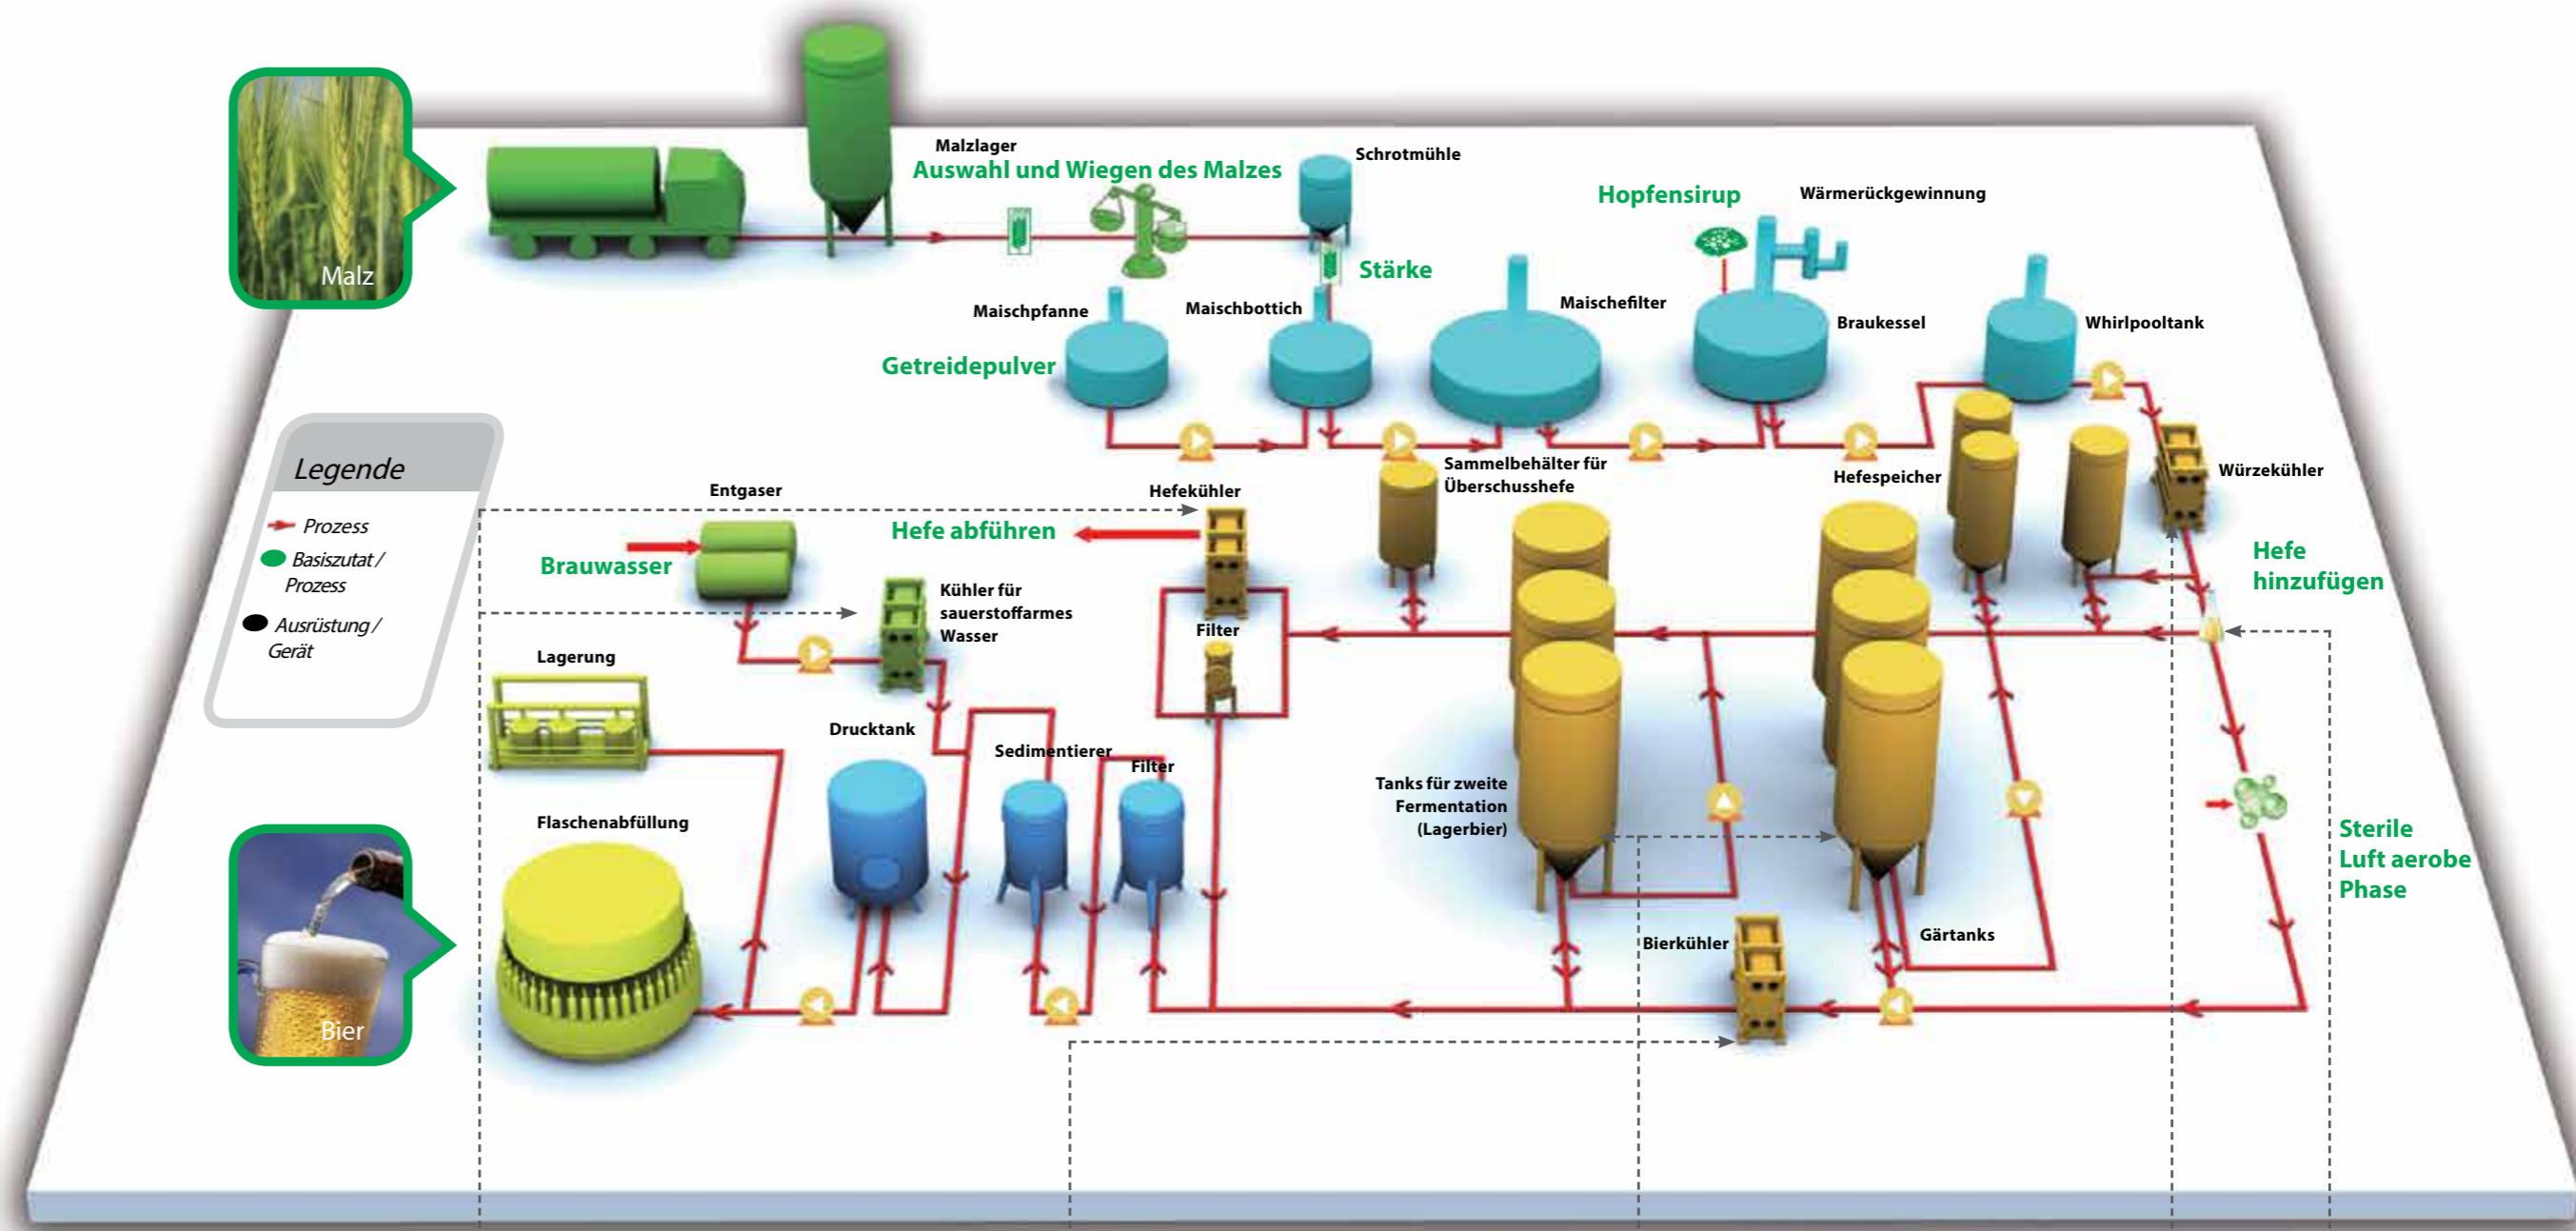 Malz
Malzlager
Auswahl und Wiegen des Malzes
Schrotmühle
Stärke
Hopfensirup
Wärmerückgewinnung
Maischpfanne
Maischbottich
Maischefilter
Braukessel
Whirlpooltank
Getreidepulver
Legende
Prozess
Basiszutat /
Prozess
Ausrüstung /
Gerät
Entgaser
Brauwasser
Hefe abführen
Hefekühler
Sammelbehälter für
Überschusshefe
Hefespeicher
Würzekühler
Hefe
hinzufügen
Kühler für
sauerstoffarmes
Wasser
Filter
Lagerung
Drucktank
Sedimentierer
Filter
Tanks für zweite
Fermentation
(Lagerbier)
Sterile
Luft aerobe
Phase
Flaschenabfüllung
Bierkühler
Gärtanks
Bier